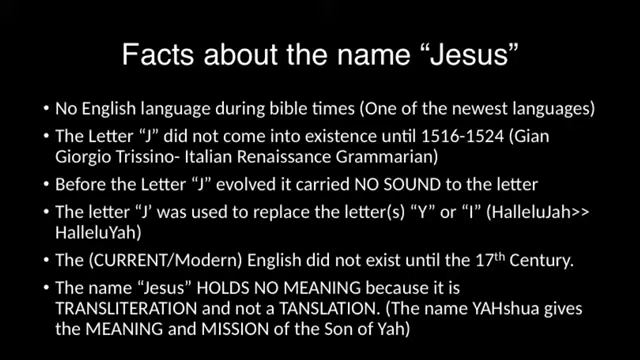 Facts about the name “Jesus”
• No English language during bible times (One of the newest languages)
• The Letter “J” did not come into existence until 1516-1524 (Gian
Giorgio Trissino- Italian Renaissance Grammarian)
• Before the Letter “J” evolved it carried NO SOUND to the letter
• The letter “J’ was used to replace the letter(s) “Y” or “I” (HalleluJah>>
HalleluYah)
• The (CURRENT/Modern) English did not exist until the 17th Century.
• The name “Jesus” HOLDS NO MEANING because it is
TRANSLITERATION and not a TANSLATION. (The name YAHshua gives
the MEANING and MISSION of the Son of Yah)